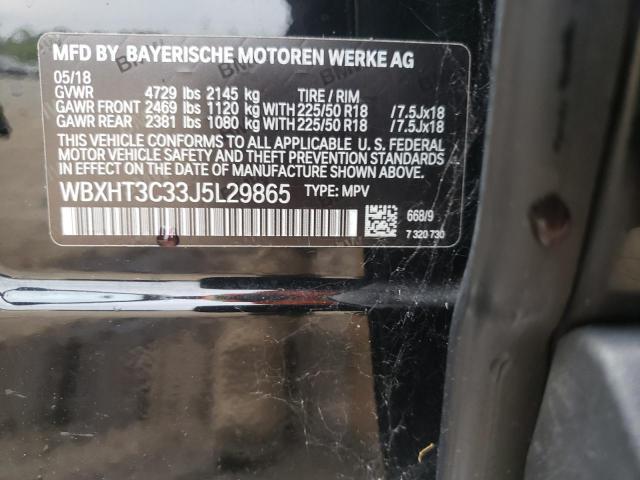 MFD BY BAYERISCHE MOTOREN WERKE AG
05/18
GVWR 4729 lbs 2145 kg TIRE / RIM
GAWR FRONT 2469 lbs 1120 kg WITH 225/50 R18 /7.5Jx18
GAWR REAR 2381 lbs 1080 kg WITH 225/50 R18 /7.5Jx18
THIS VEHICLE CONFORMS TO ALL APPLICABLE U. S. FEDERAL
MOTOR VEHICLE SAFETY AND THEFT PREVENTION STANDARDS
IN EFFECT ON THE DATE OF MANUFACTURE SHOWN ABOVE.
WBXHT3C33J5L29865 TYPE: MPV
668/9
7 320 730